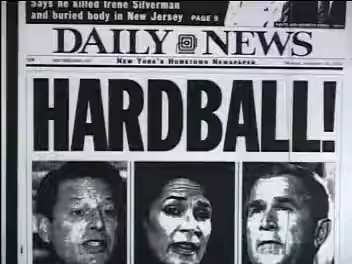 Says he killed Irene Silverman
and buried body in New Jersey PAGE 9
DAILY NEWS
NEW YORK'S HOMETOWN NEWSPAPER
HARDBALL!